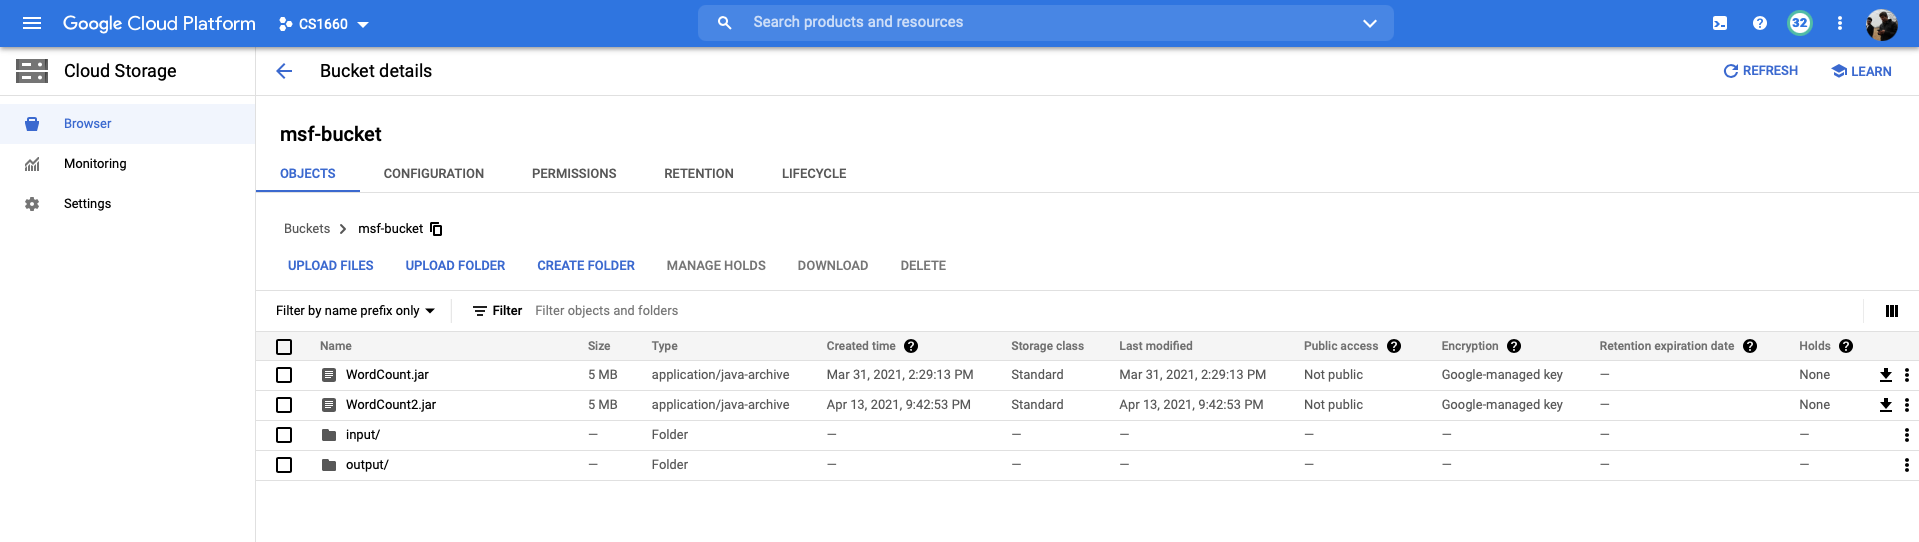 Google Cloud Platform CS1660 Search products and resources 32
Cloud Storage Bucket details REFRESH LEARN
Browser
Monitoring
Settings
msf-bucket
OBJECTS CONFIGURATION PERMISSIONS RETENTION LIFECYCLE
Buckets > msf-bucket
UPLOAD FILES UPLOAD FOLDER CREATE FOLDER MANAGE HOLDS DOWNLOAD DELETE
Filter by name prefix only Filter Filter objects and folders
Name Size Type Created time Storage class Last modified Public access Encryption Retention expiration date Holds
WordCount.jar 5 MB application/java-archive Mar 31, 2021, 2:29:13 PM Standard Mar 31, 2021, 2:29:13 PM Not public Google-managed key — None
WordCount2.jar 5 MB application/java-archive Apr 13, 2021, 9:42:53 PM Standard Apr 13, 2021, 9:42:53 PM Not public Google-managed key — None
input/ — Folder — — — — — — —
output/ — Folder — — — — — — —